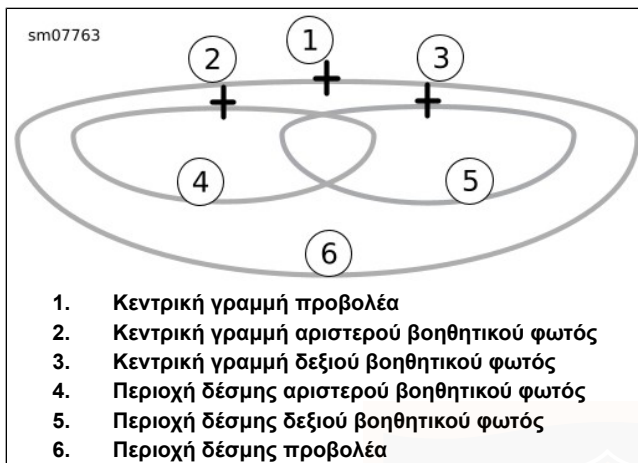 sm07763
1
2
3
4
5
6
1. Κεντρική γραμμή προβολέα
2. Κεντρική γραμμή αριστερού βοηθητικού φωτός
3. Κεντρική γραμμή δεξιού βοηθητικού φωτός
4. Περιοχή δέσμης αριστερού βοηθητικού φωτός
5. Περιοχή δέσμης δεξιού βοηθητικού φωτός
6. Περιοχή δέσμης προβολέα